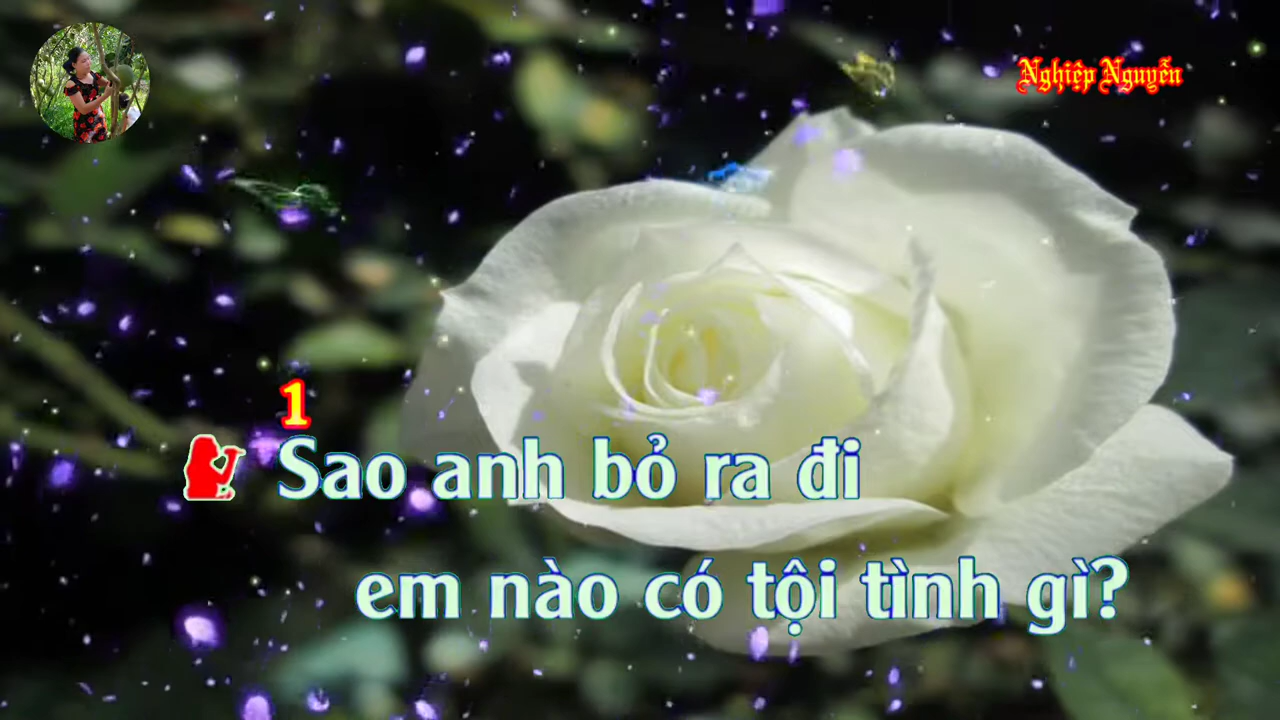 Nghiệp Nguyễn
1
Sao anh bỏ ra đi
em nào có tội tình gì?